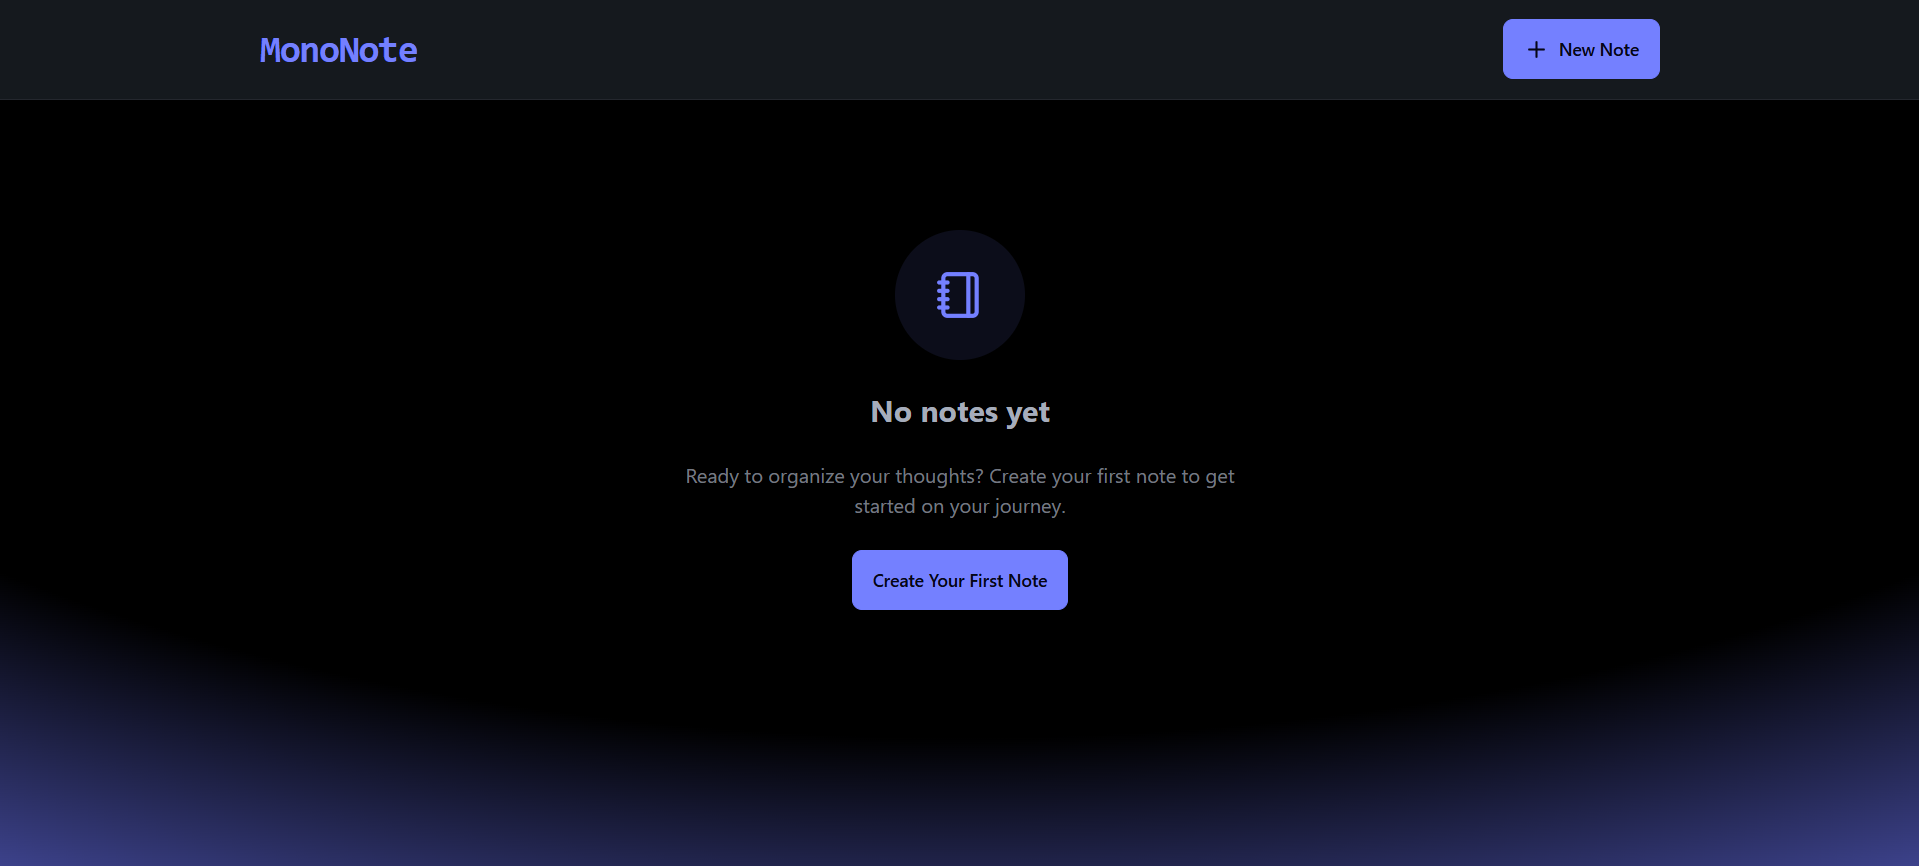 MonoNote
New Note
No notes yet
Ready to organize your thoughts? Create your first note to get
started on your journey.
Create Your First Note